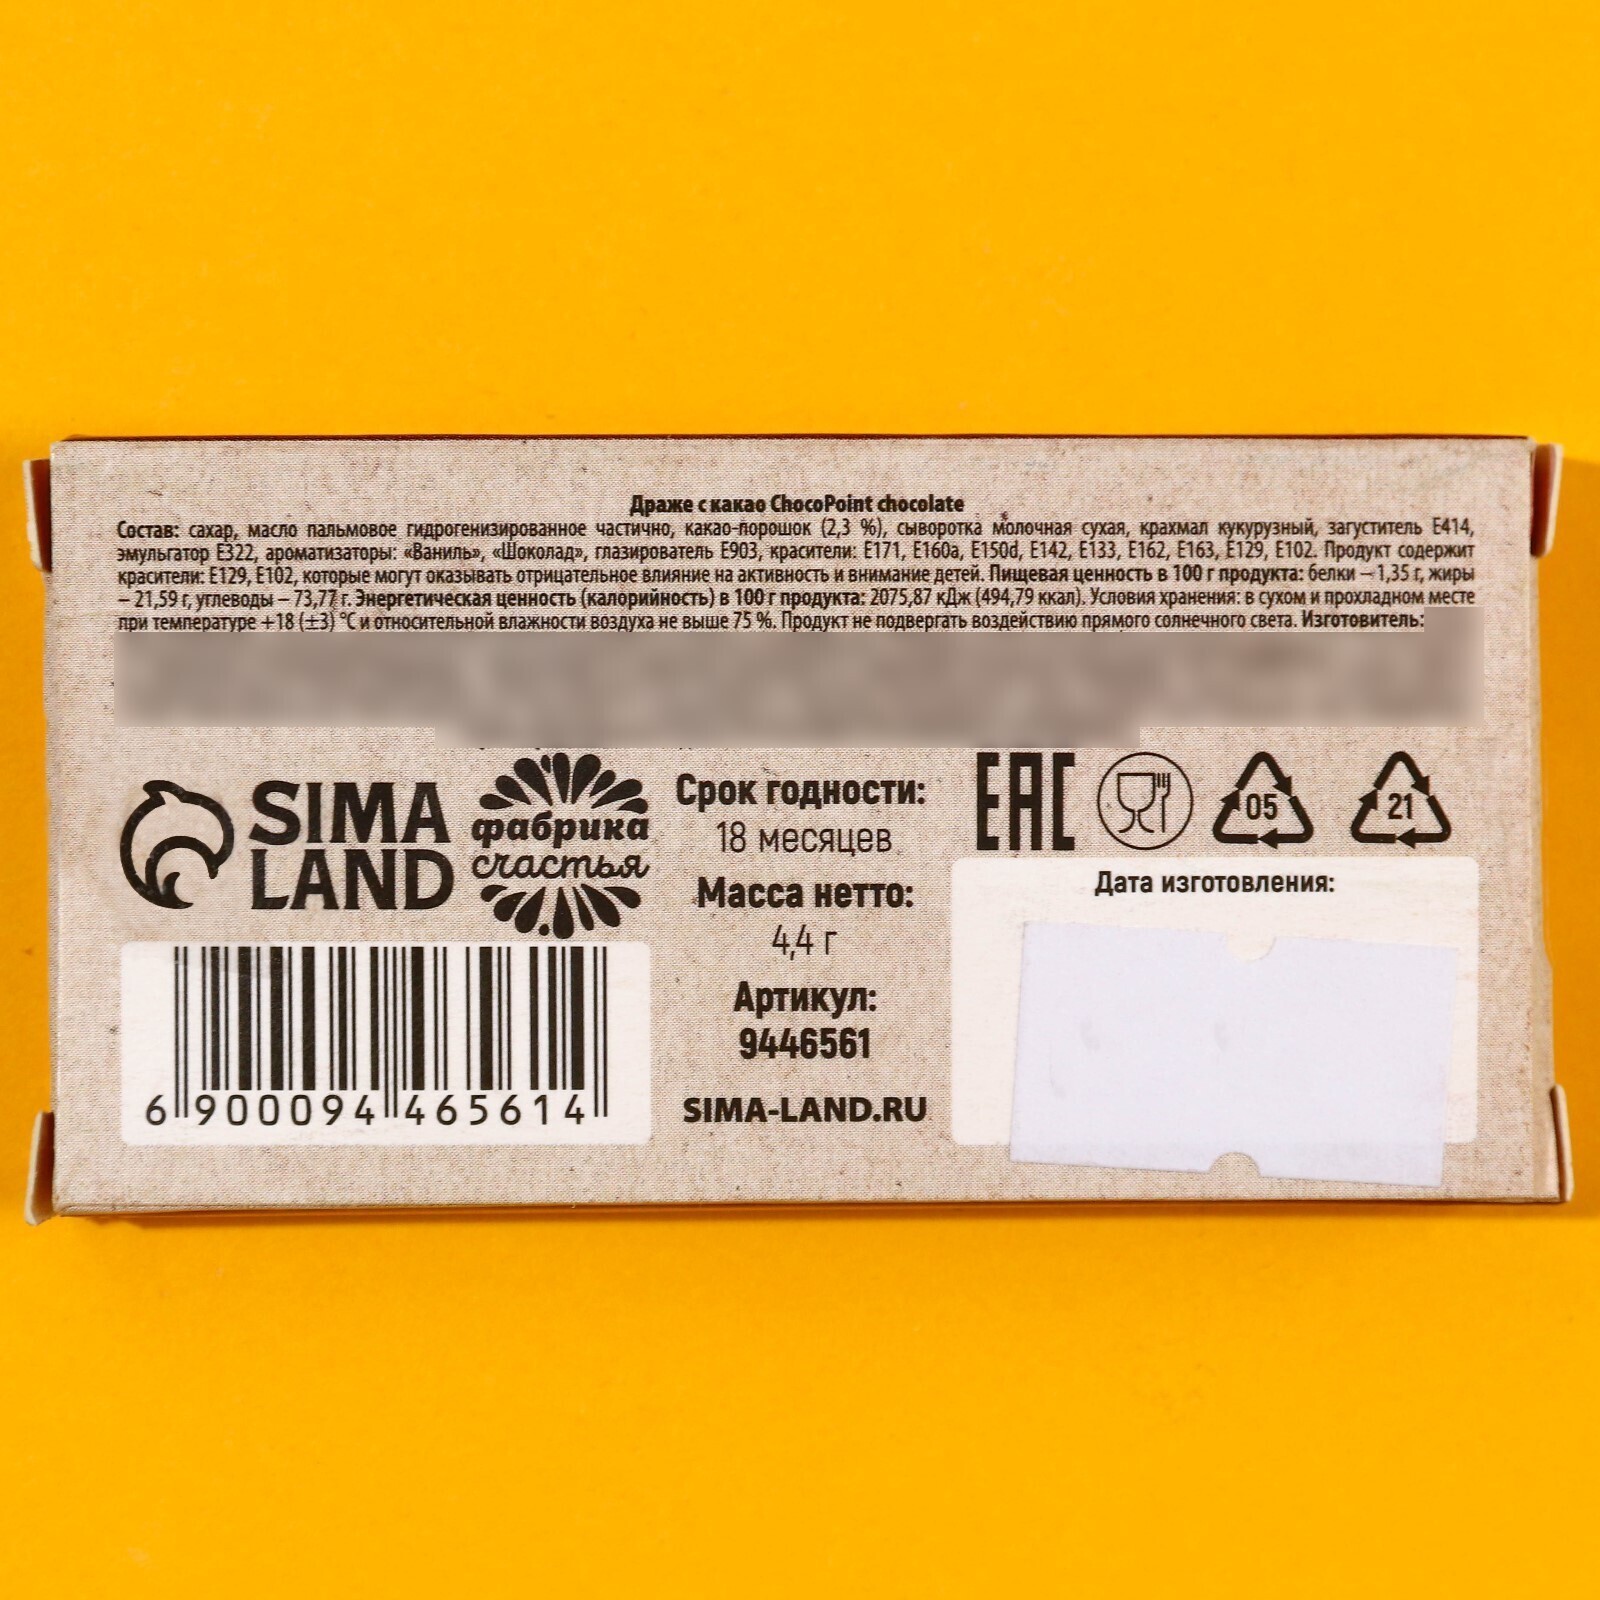 Драже с какао ChocoPoint chocolate
Состав: сахар, масло пальмовое гидрогенизированное частично, какао-порошок (2,3 %), сыворотка молочная сухая, крахмал кукурузный, загуститель Е414,
эмульгатор Е322, ароматизаторы: «Ваниль», «Шоколад», глазирователь Е903, красители: Е171, Е160а, Е150d, Е142, Е133, Е162, Е163, Е129, Е102. Продукт содержит
красители: Е129, Е102, которые могут оказывать отрицательное влияние на активность и внимание детей. Пищевая ценность в 100 г продукта: белки – 1,35 г, жиры
– 21,59 г, углеводы – 73,77 г. Энергетическая ценность (калорийность) в 100 г продукта: 2075,87 кДж (494,79 ккал). Условия хранения: в сухом и прохладном месте
при температуре +18 (±3) °С и относительной влажности воздуха не выше 75 %. Продукт не подвергать воздействию прямого солнечного света. Изготовитель:
SIMA
LAND
фабрика
счастья
Срок годности:
18 месяцев
Масса нетто:
4,4 г
Артикул:
9446561
SIMA-LAND.RU
EAC
05
21
Дата изготовления:
6 900094 465614